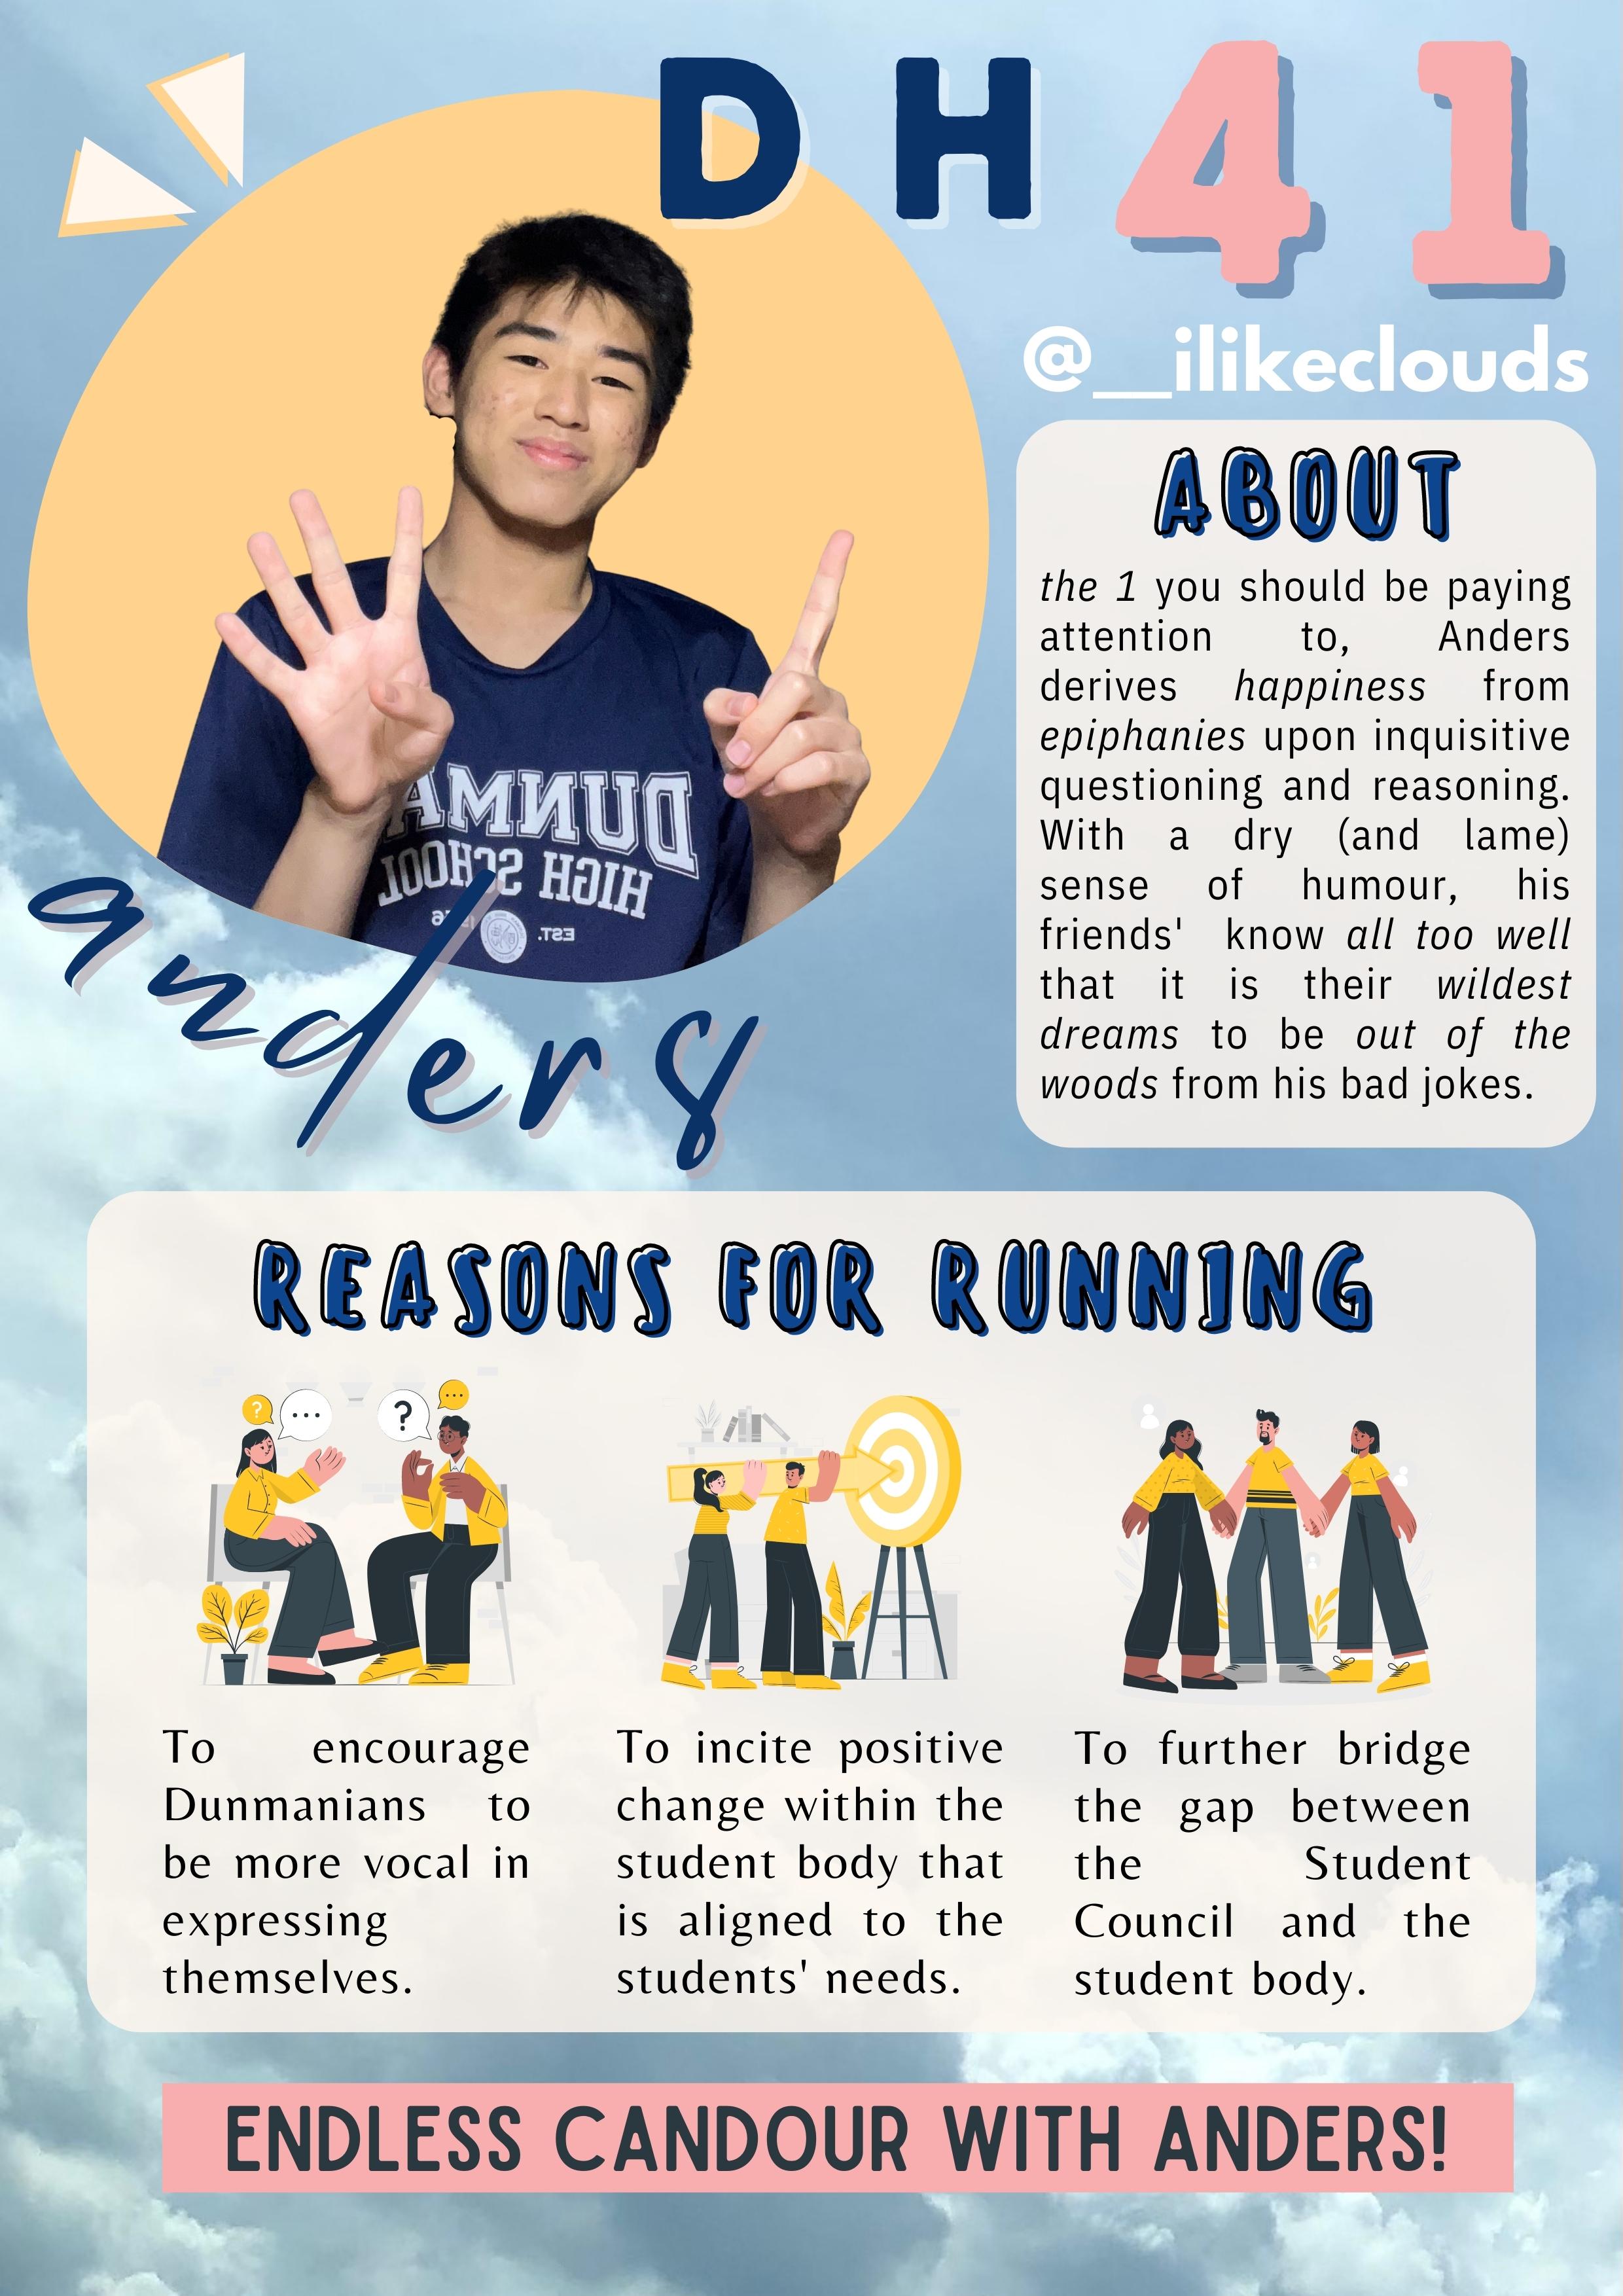 DH41
@__ilikeclouds
ABOUT
the 1 you should be paying
attention to, Anders
derives happiness from
epiphanies upon inquisitive
questioning and reasoning.
With a dry (and lame)
sense of humour, his
friends' know all too well
that it is their wildest
dreams to be out of the
woods from his bad jokes.
DUNMA
HIGH SCHOOL
EST.
anders
REASONS FOR RUNNING
? ... ? ...
To encourage
Dunmanians to
be more vocal in
expressing
themselves.
To incite positive
change within the
student body that
is aligned to the
students' needs.
To further bridge
the gap between
the Student
Council and the
student body.
ENDLESS CANDOUR WITH ANDERS!